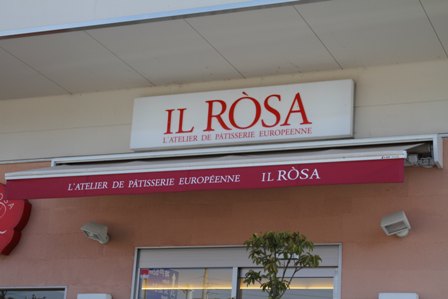 IL RÒSA
L'ATELIER DE PÂTISSERIE EUROPÉENNE
L'ATELIER DE PÂTISSERIE EUROPÉENNE IL RÒSA